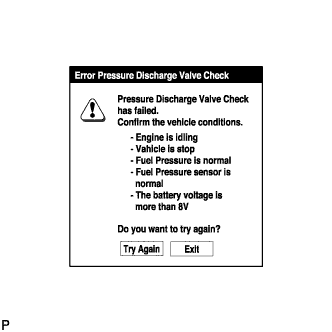 Error Pressure Discharge Valve Check
Pressure Discharge Valve Check
has failed.
Confirm the vehicle conditions.
- Engine is idling
- Vahicle is stop
- Fuel Pressure is normal
- Fuel Pressure sensor is
normal
- The battery voltage is
more than 8V
Do you want to try again?
Try Again Exit
P